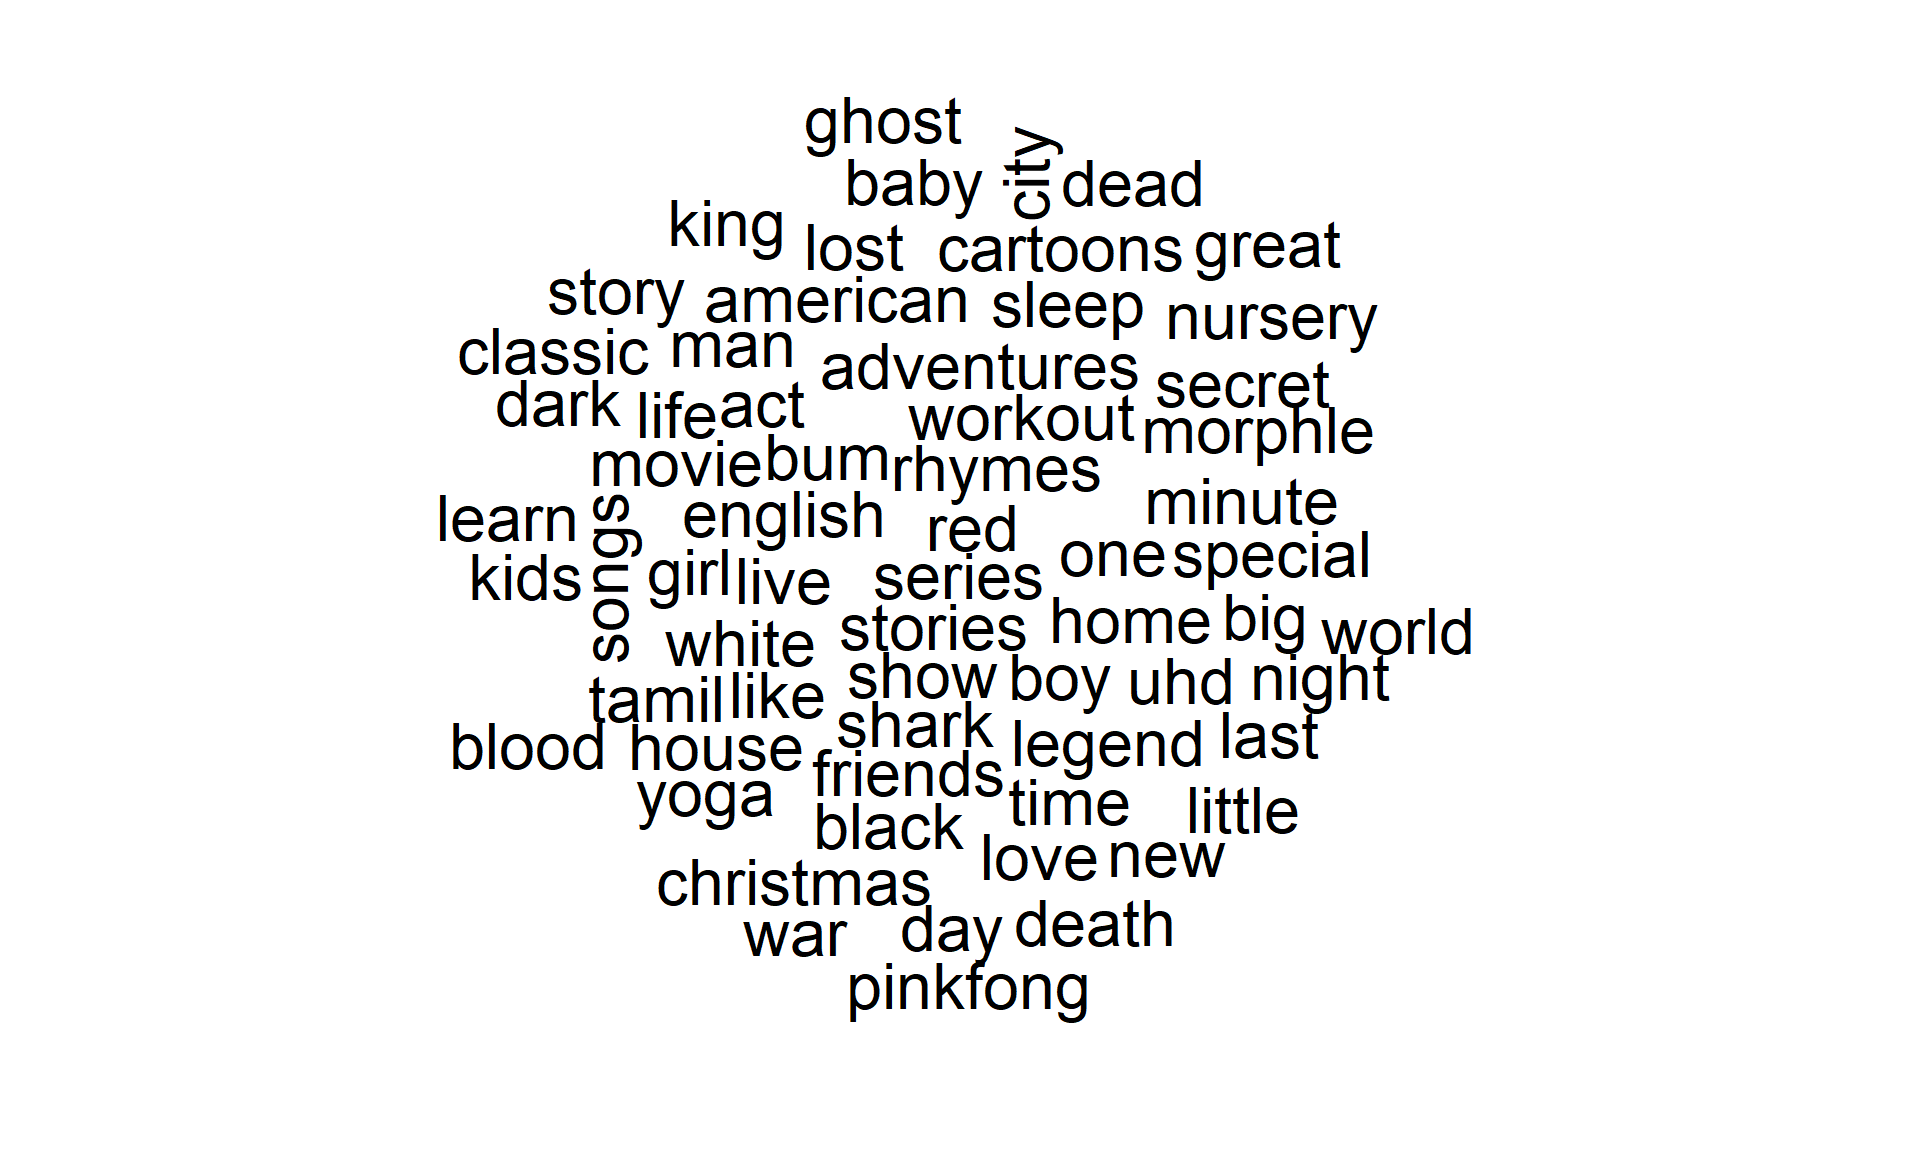 ghost
city
baby dead
king lost cartoons great
story american sleep nursery
classic man adventures secret
dark life act workout morphle
movie bum rhymes
learn songs english red minute
kids girl live series one special
white stories home big world
tamil like show boy uhd night
blood house shark legend last
yoga friends time little
black love new
christmas
war day death
pinkfong